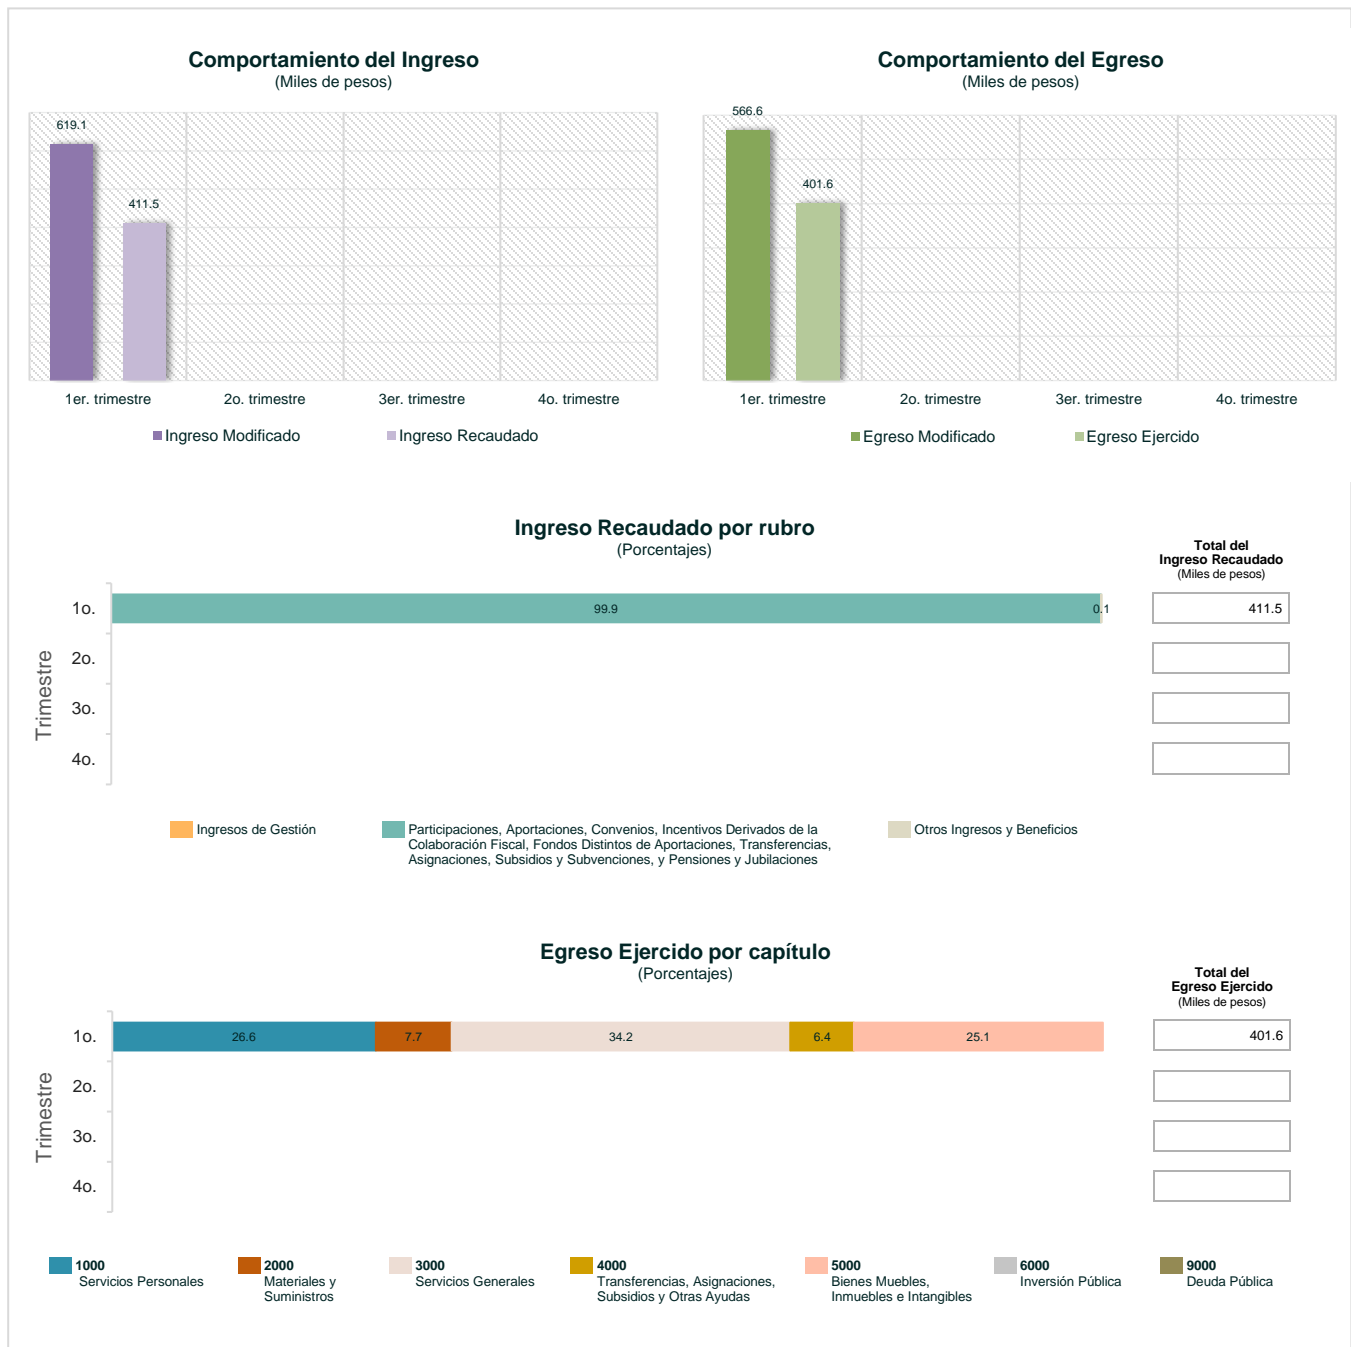 Comportamiento del Ingreso
(Miles de pesos)
619.1
411.5
1er. trimestre
2o. trimestre
3er. trimestre
4o. trimestre
Ingreso Modificado
Ingreso Recaudado
Comportamiento del Egreso
(Miles de pesos)
566.6
401.6
1er. trimestre
2o. trimestre
3er. trimestre
4o. trimestre
Egreso Modificado
Egreso Ejercido
Ingreso Recaudado por rubro
(Porcentajes)
Total del
Ingreso Recaudado
(Miles de pesos)
Trimestre
1o.
99.9
0.1
411.5
2o.
3o.
4o.
Ingresos de Gestión
Participaciones, Aportaciones, Convenios, Incentivos Derivados de la
Colaboración Fiscal, Fondos Distintos de Aportaciones, Transferencias,
Asignaciones, Subsidios y Subvenciones, y Pensiones y Jubilaciones
Otros Ingresos y Beneficios
Egreso Ejercido por capítulo
(Porcentajes)
Total del
Egreso Ejercido
(Miles de pesos)
Trimestre
1o.
26.6
7.7
34.2
6.4
25.1
401.6
2o.
3o.
4o.
1000
Servicios Personales
2000
Materiales y
Suministros
3000
Servicios Generales
4000
Transferencias, Asignaciones,
Subsidios y Otras Ayudas
5000
Bienes Muebles,
Inmuebles e Intangibles
6000
Inversión Pública
9000
Deuda Pública